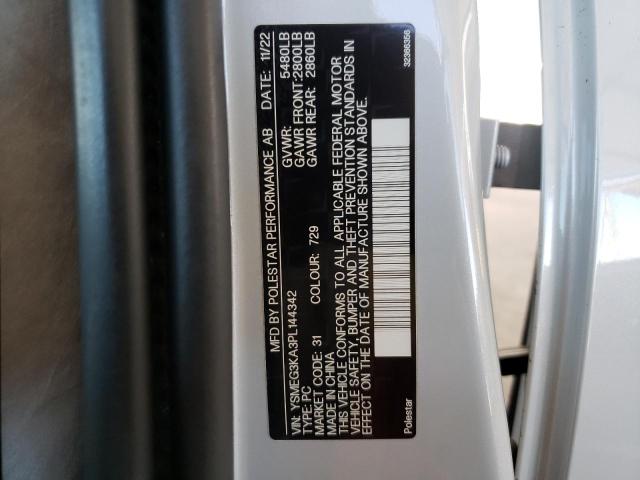 MFD BY POLESTAR PERFORMANCE AB DATE: 11/22
VIN: YSMEG3KA3PL144342 GVWR: 5480LB
TYPE: PC GAWR FRONT: 2800LB
MARKET CODE: 31 COLOUR: 729 GAWR REAR: 2860LB
MADE IN CHINA
THIS VEHICLE CONFORMS TO ALL APPLICABLE FEDERAL MOTOR
VEHICLE SAFETY, BUMPER AND THEFT PREVENTION STANDARDS IN
EFFECT ON THE DATE OF MANUFACTURE SHOWN ABOVE.
Polestar 32386356